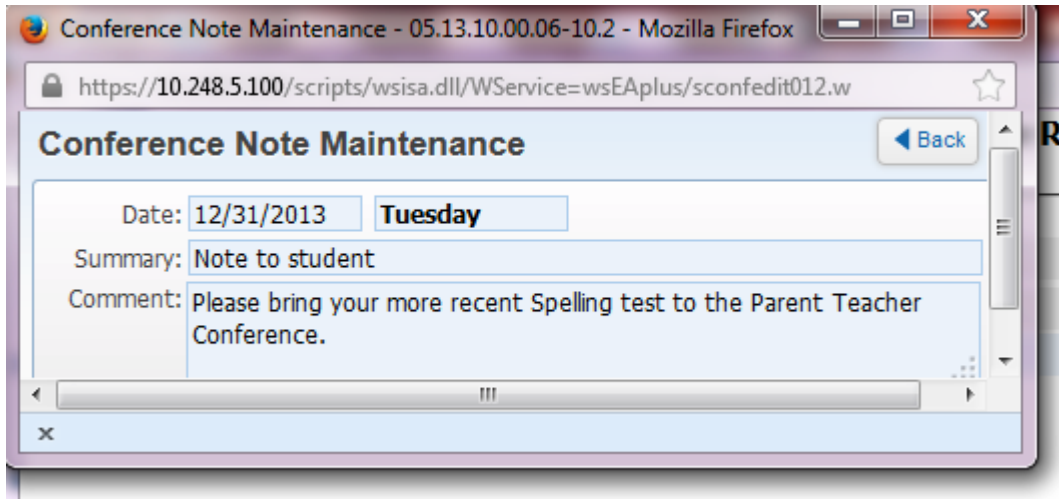 Conference Note Maintenance - 05.13.10.00.06-10.2 - Mozilla Firefox
https://10.248.5.100/scripts/wsisa.dll/WService=wsEAplus/sconfedit012.w
Conference Note Maintenance
Back
R
Date: 12/31/2013 Tuesday
Summary: Note to student
Comment: Please bring your more recent Spelling test to the Parent Teacher
Conference.